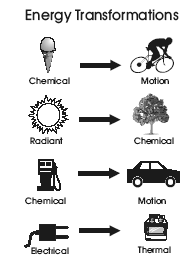 Energy Transformations
Chemical Motion
Radiant Chemical
Chemical Motion
Electrical Thermal